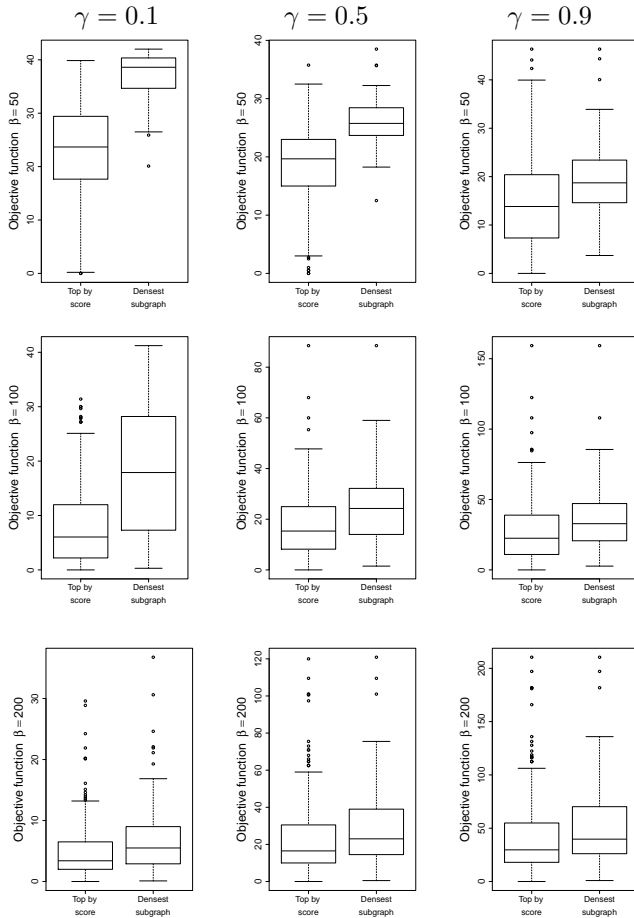 γ = 0.1
γ = 0.5
γ = 0.9
Objective function β = 50
0
10
20
30
40
Top by
score
Densest
subgraph
Objective function β = 50
0
10
20
30
40
Top by
score
Densest
subgraph
Objective function β = 50
0
10
20
30
40
Top by
score
Densest
subgraph
Objective function β = 100
0
10
20
30
40
Top by
score
Densest
subgraph
Objective function β = 100
0
20
40
60
80
Top by
score
Densest
subgraph
Objective function β = 100
0
50
100
150
Top by
score
Densest
subgraph
Objective function β = 200
0
10
20
30
Top by
score
Densest
subgraph
Objective function β = 200
0
20
40
60
80
100
120
Top by
score
Densest
subgraph
Objective function β = 200
0
50
100
150
200
Top by
score
Densest
subgraph